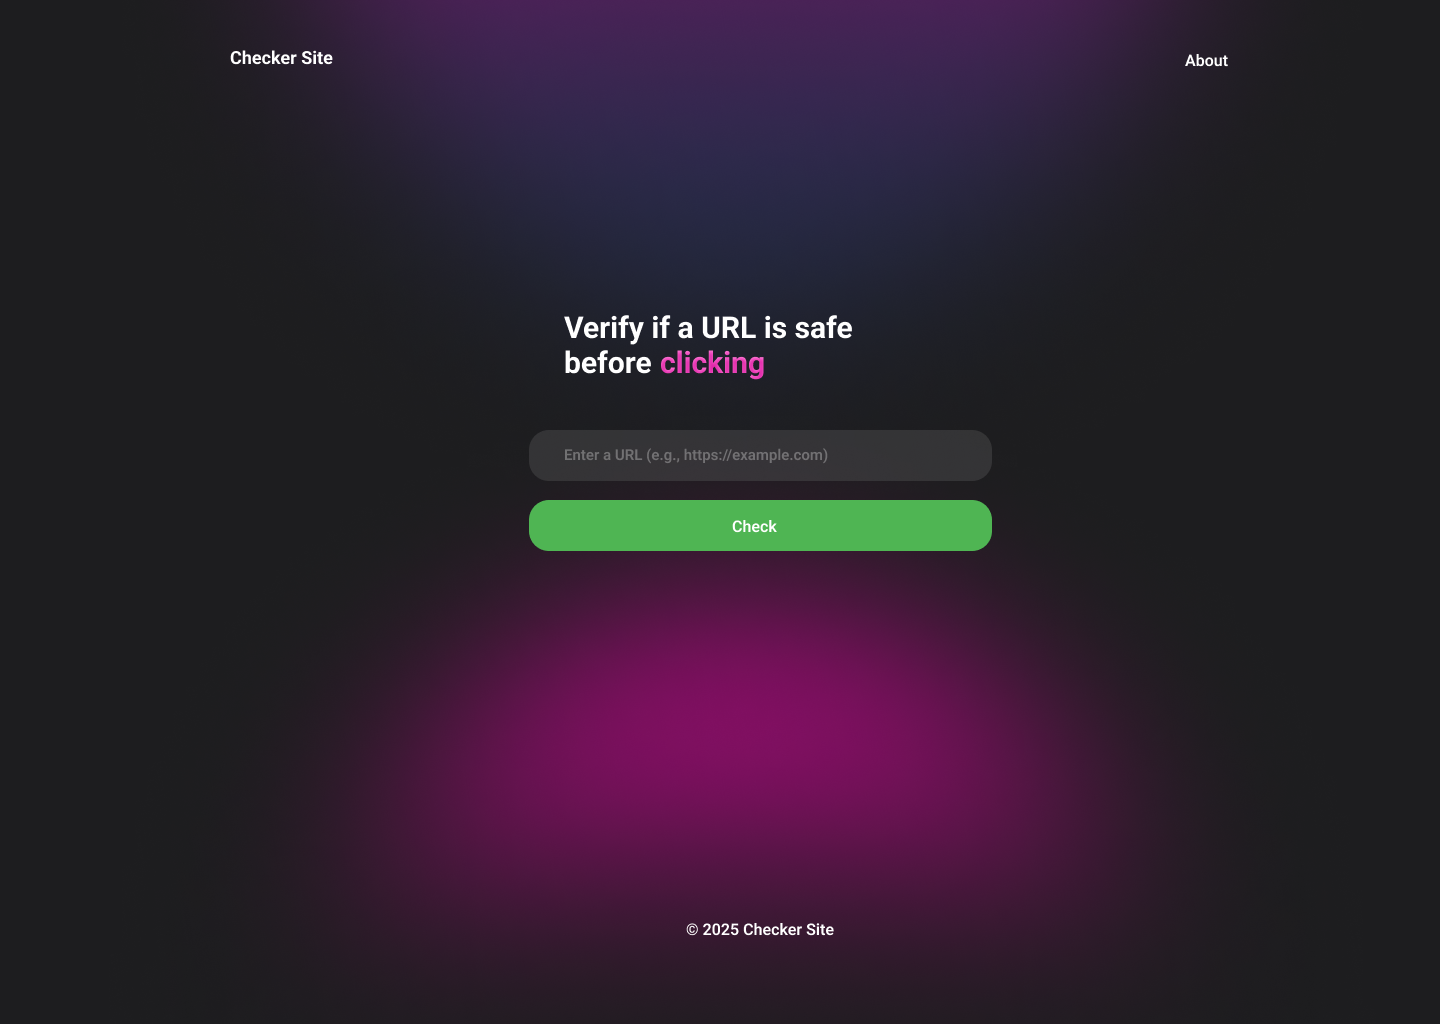 Checker Site
About
Verify if a URL is safe
before clicking
Enter a URL (e.g., https://example.com)
Check
© 2025 Checker Site